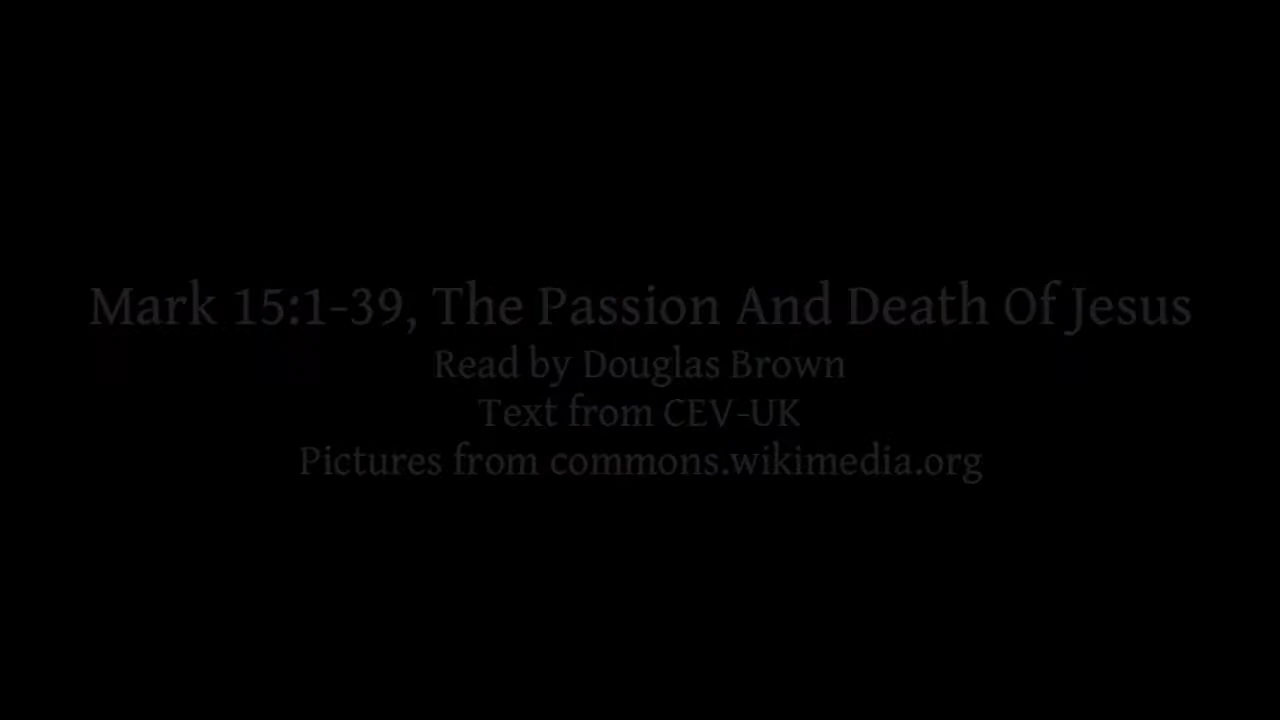 Mark 15:1-39, The Passion And Death Of Jesus
Read by Douglas Brown
Text from CEV-UK
Pictures from commons.wikimedia.org